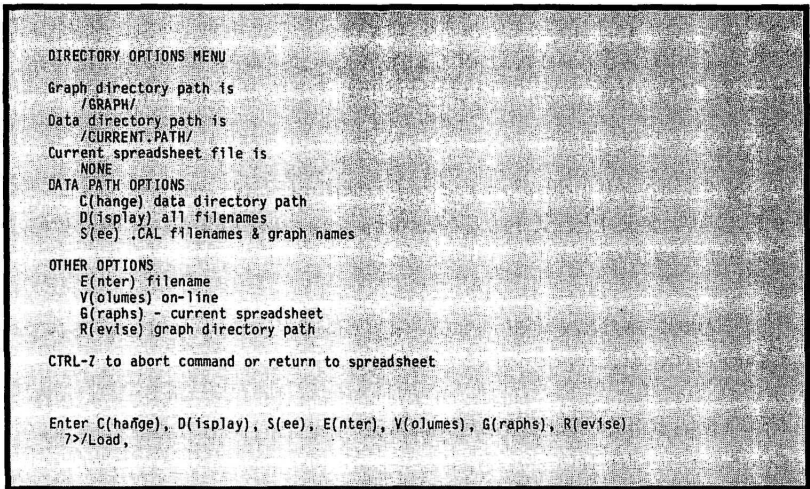 DIRECTORY OPTIONS MENU
Graph directory path is
/GRAPH/
Data directory path is
/CURRENT.PATH/
Current spreadsheet file is
NONE
DATA PATH OPTIONS
C(hange) data directory path
D(isplay) all filenames
S(ee) .CAL filenames & graph names
OTHER OPTIONS
E(nter) filename
V(olumes) on-line
G(raphs) - current spreadsheet
R(evise) graph directory path
CTRL-Z to abort command or return to spreadsheet
Enter C(hange), D(isplay), S(ee), E(nter), V(olumes), G(raphs), R(evise)
7>/Load,